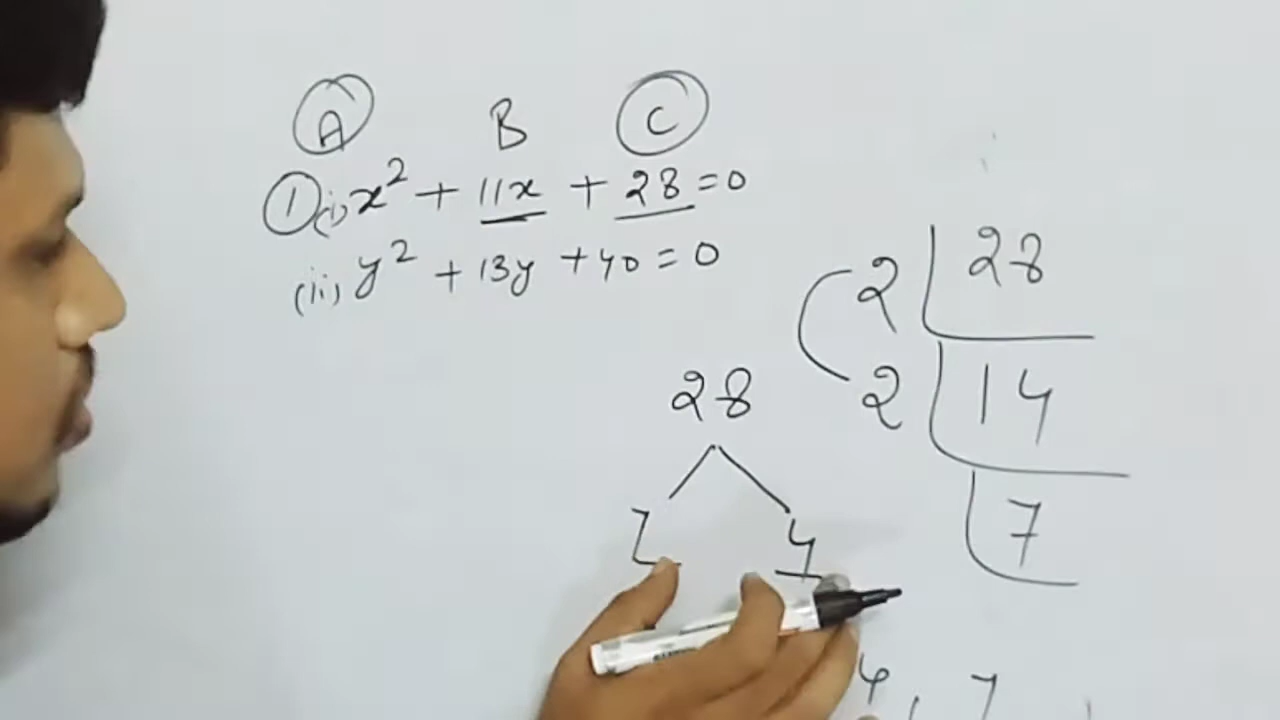 A B C
① (i) x² + 11x + 28 = 0
(ii) y² + 13y + 40 = 0
2 | 28
2 | 14
7
28
7 4
4, 7